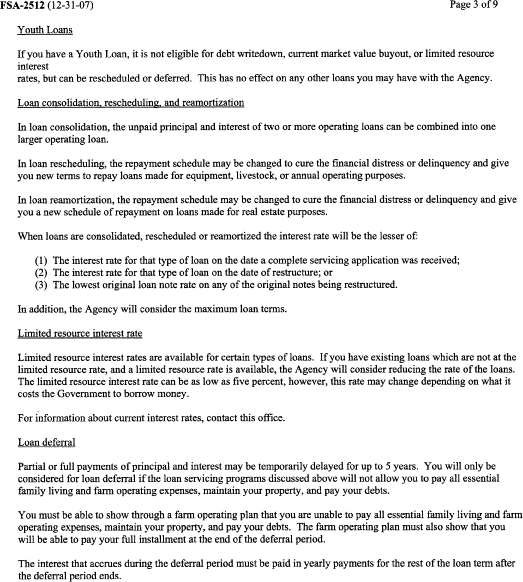 FSA-2512 (12-31-07) Page 3 of 9
Youth Loans
If you have a Youth Loan, it is not eligible for debt writedown, current market value buyout, or limited resource
interest
rates, but can be rescheduled or deferred. This has no effect on any other loans you may have with the Agency.
Loan consolidation, rescheduling, and reamortization
In loan consolidation, the unpaid principal and interest of two or more operating loans can be combined into one
larger operating loan.
In loan rescheduling, the repayment schedule may be changed to cure the financial distress or delinquency and give
you new terms to repay loans made for equipment, livestock, or annual operating purposes.
In loan reamortization, the repayment schedule may be changed to cure the financial distress or delinquency and give
you a new schedule of repayment on loans made for real estate purposes.
When loans are consolidated, rescheduled or reamortized the interest rate will be the lesser of:
(1) The interest rate for that type of loan on the date a complete servicing application was received;
(2) The interest rate for that type of loan on the date of restructure; or
(3) The lowest original loan note rate on any of the original notes being restructured.
In addition, the Agency will consider the maximum loan terms.
Limited resource interest rate
Limited resource interest rates are available for certain types of loans. If you have existing loans which are not at the
limited resource rate, and a limited resource rate is available, the Agency will consider reducing the rate of the loans.
The limited resource interest rate can be as low as five percent, however, this rate may change depending on what it
costs the Government to borrow money.
For information about current interest rates, contact this office.
Loan deferral
Partial or full payments of principal and interest may be temporarily delayed for up to 5 years. You will only be
considered for loan deferral if the loan servicing programs discussed above will not allow you to pay all essential
family living and farm operating expenses, maintain your property, and pay your debts.
You must be able to show through a farm operating plan that you are unable to pay all essential family living and farm
operating expenses, maintain your property, and pay your debts. The farm operating plan must also show that you
will be able to pay your full installment at the end of the deferral period.
The interest that accrues during the deferral period must be paid in yearly payments for the rest of the loan term after
the deferral period ends.